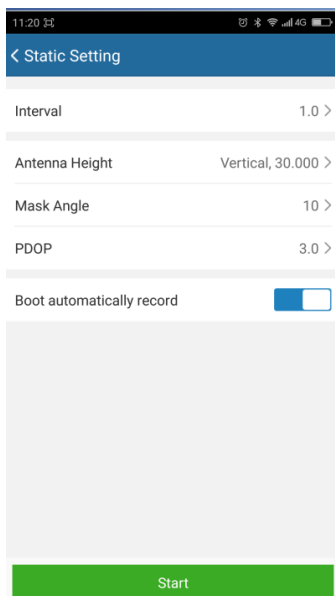 11:20 4G
Static Setting
Interval 1.0
Antenna Height Vertical, 30.000
Mask Angle 10
PDOP 3.0
Boot automatically record
Start